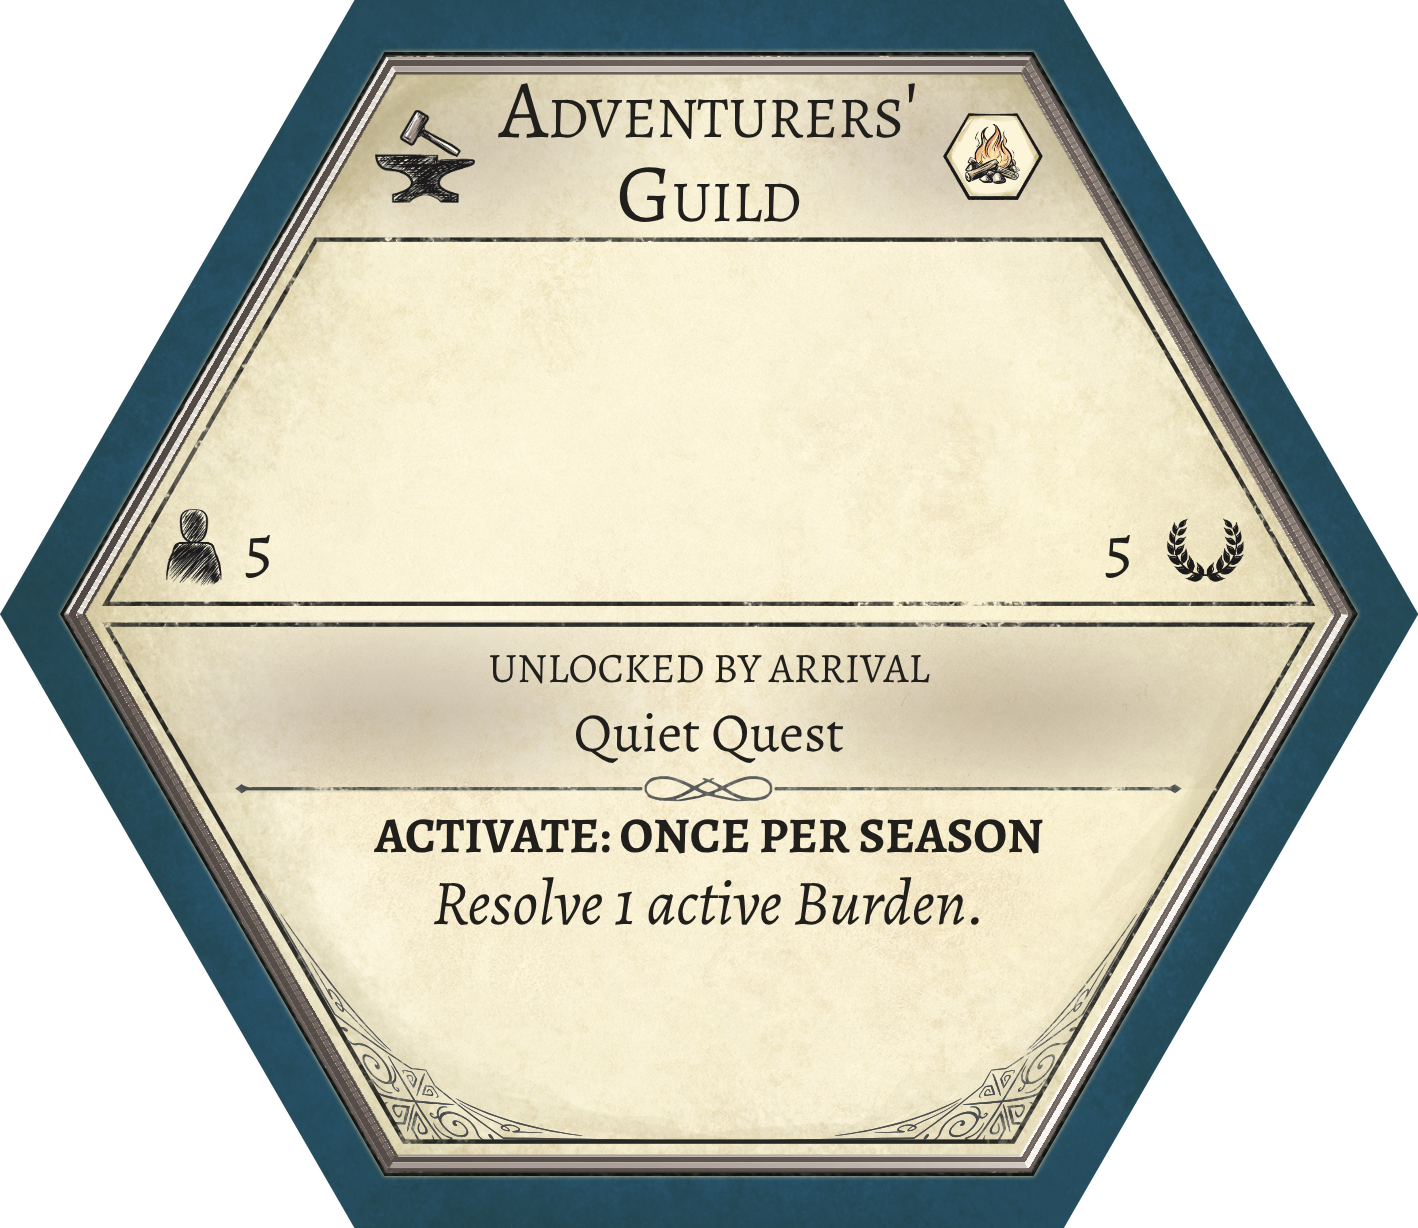 Adventurers'
Guild
5
5
UNLOCKED BY ARRIVAL
Quiet Quest
ACTIVATE: ONCE PER SEASON
Resolve 1 active Burden.